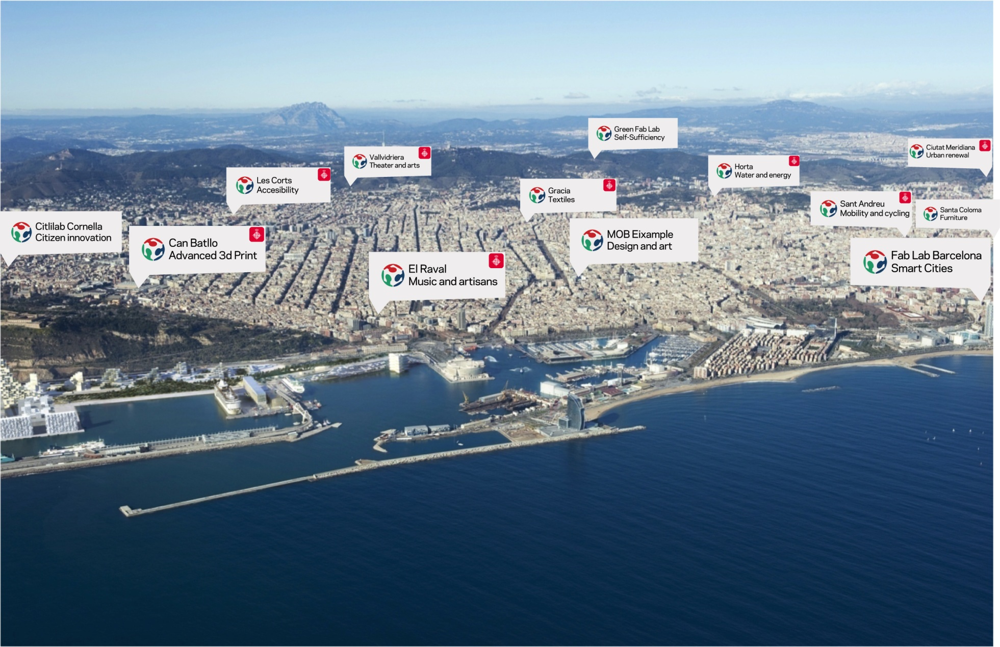 Green Fab Lab
Self-Sufficiency
Ciutat Meridiana
Urban renewal
Vallvidriera
Theater and arts
Horta
Water and energy
Les Corts
Accesibility
Gracia
Textiles
Sant Andreu
Mobility and cycling
Santa Coloma
Furniture
Citlilab Cornella
Citizen innovation
Can Batllo
Advanced 3d Print
MOB Eixample
Design and art
El Raval
Music and artisans
Fab Lab Barcelona
Smart Cities